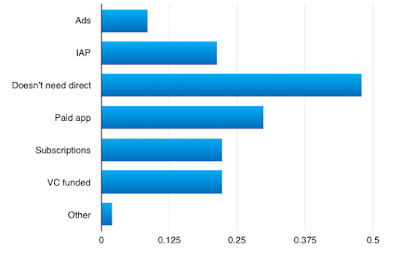 Ads
IAP
Doesn't need direct
Paid app
Subscriptions
VC funded
Other
0 0.125 0.25 0.375 0.5